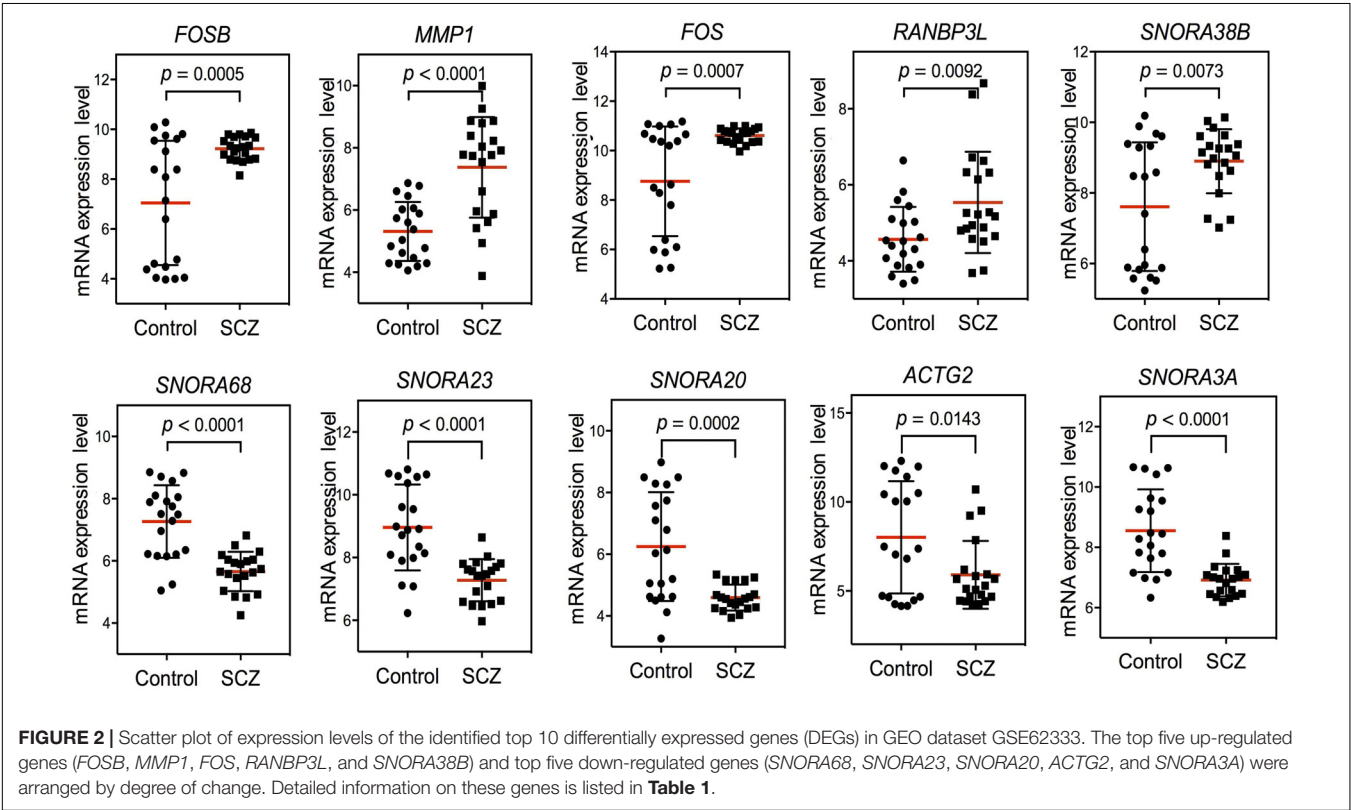 FOSB
mRNA expression level
12
10
8
6
4
p = 0.0005
Control SCZ
MMP1
mRNA expression level
10
8
6
4
p < 0.0001
Control SCZ
FOS
mRNA expression level
14
12
10
8
6
4
p = 0.0007
Control SCZ
RANBP3L
mRNA expression level
8
6
4
p = 0.0092
Control SCZ
SNORA38B
mRNA expression level
12
10
8
6
p = 0.0073
Control SCZ
SNORA68
mRNA expression level
10
8
6
4
p < 0.0001
Control SCZ
SNORA23
mRNA expression level
12
10
8
6
p < 0.0001
Control SCZ
SNORA20
mRNA expression level
10
8
6
4
p = 0.0002
Control SCZ
ACTG2
mRNA expression level
15
10
5
p = 0.0143
Control SCZ
SNORA3A
mRNA expression level
12
10
8
6
p < 0.0001
Control SCZ
FIGURE 2 | Scatter plot of expression levels of the identified top 10 differentially expressed genes (DEGs) in GEO dataset GSE62333. The top five up-regulated
genes (FOSB, MMP1, FOS, RANBP3L, and SNORA38B) and top five down-regulated genes (SNORA68, SNORA23, SNORA20, ACTG2, and SNORA3A) were
arranged by degree of change. Detailed information on these genes is listed in Table 1.